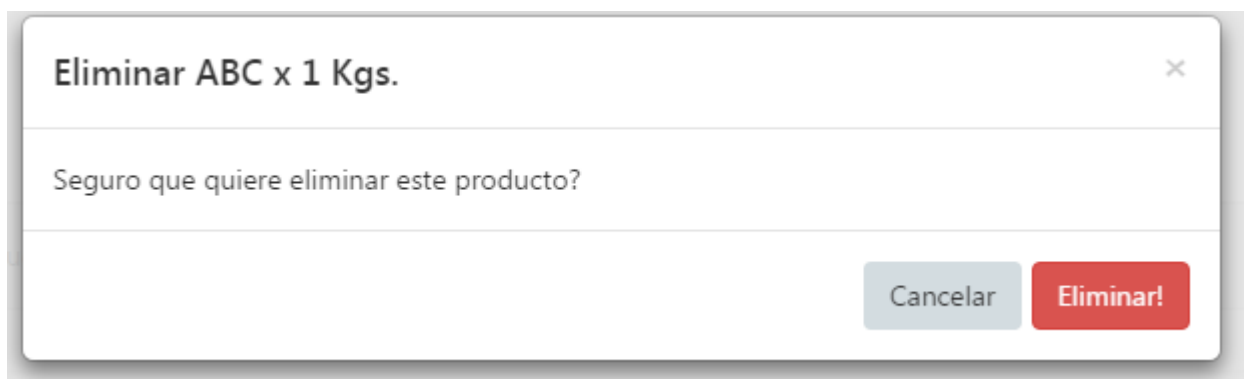 Eliminar ABC x 1 Kgs.
×
Seguro que quiere eliminar este producto?
Cancelar
Eliminar!